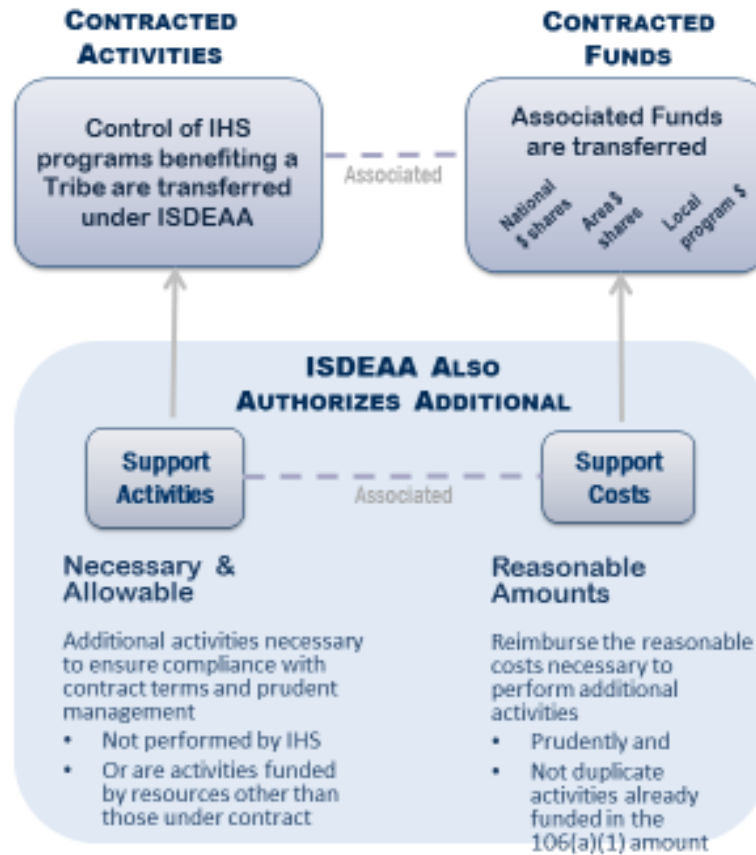 CONTRACTED
ACTIVITIES
CONTRACTED
FUNDS
Control of IHS
programs benefiting a
Tribe are transferred
under ISDEAA
Associated
Associated Funds
are transferred
National
$ shares
Area $
shares
Local
program $
ISDEAA ALSO
AUTHORIZES ADDITIONAL
Support
Activities
Associated
Support
Costs
Necessary &
Allowable
Additional activities necessary
to ensure compliance with
contract terms and prudent
management
• Not performed by IHS
• Or are activities funded
by resources other than
those under contract
Reasonable
Amounts
Reimburse the reasonable
costs necessary to
perform additional
activities
• Prudently and
• Not duplicate
activities already
funded in the
106(a)(1) amount